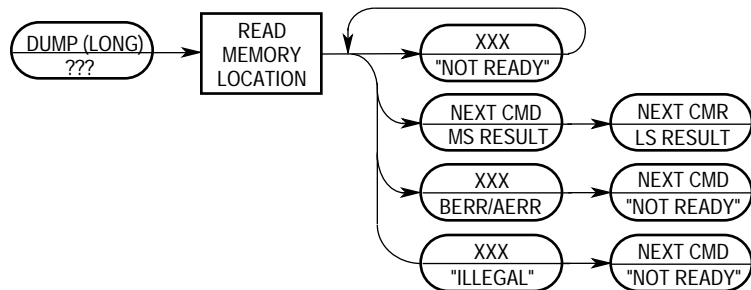 DUMP (LONG)
???
READ
MEMORY
LOCATION
XXX
"NOT READY"
NEXT CMD
MS RESULT
NEXT CMR
LS RESULT
XXX
BERR/AERR
NEXT CMD
"NOT READY"
XXX
"ILLEGAL"
NEXT CMD
"NOT READY"